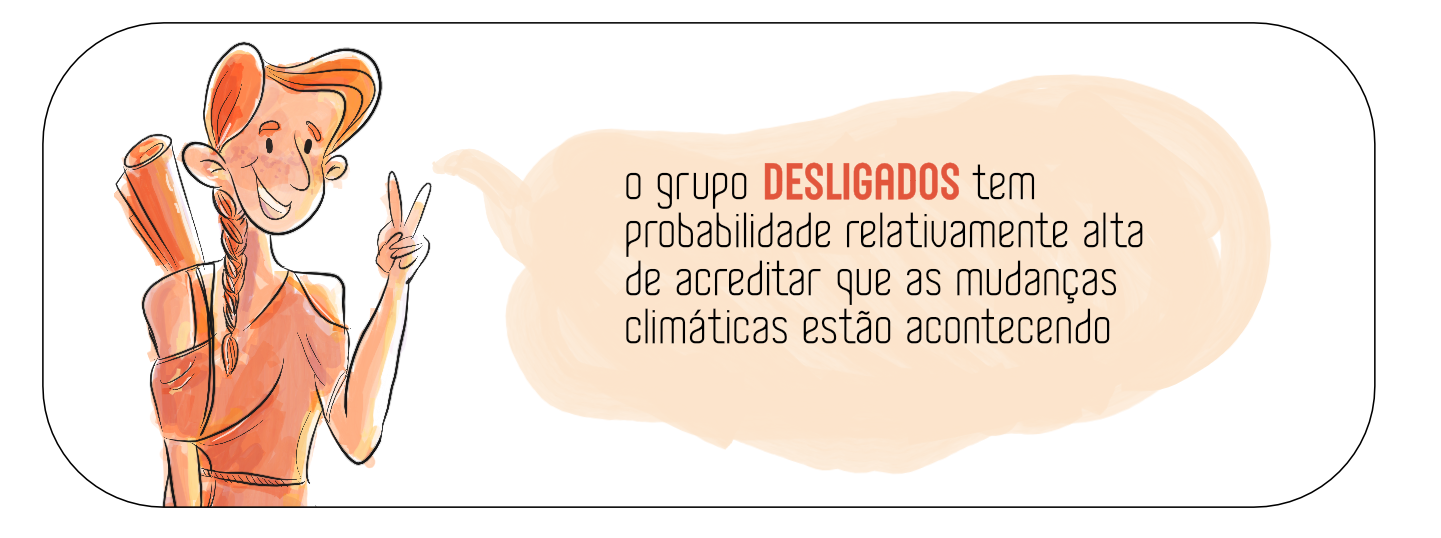 o grupo DESLIGADOS tem
probabilidade relativamente alta
de acreditar que as mudanças
climáticas estão acontecendo